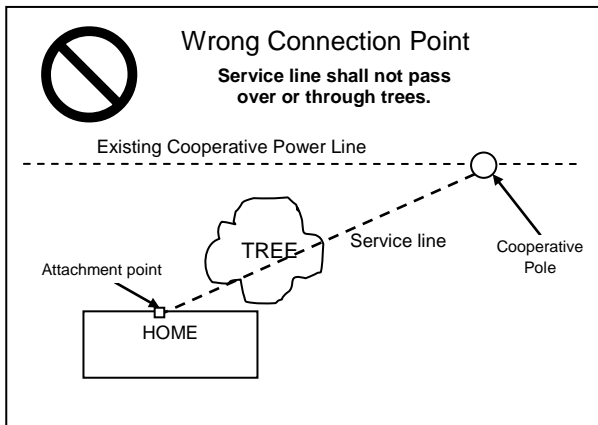 Wrong Connection Point
Service line shall not pass
over or through trees.
Existing Cooperative Power Line
TREE
Service line
Cooperative
Pole
Attachment point
HOME